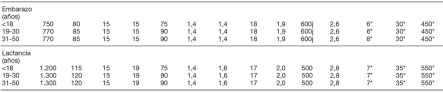 Embarazo
(años)
<18 750 80 15 15 75 1,4 1,4 18 1,9 600j 2,6 6* 30* 450*
19-30 770 85 15 15 90 1,4 1,4 18 1,9 600j 2,6 6* 30* 450*
31-50 770 85 15 15 90 1,4 1,4 18 1,9 600j 2,6 6* 30* 450*
Lactancia
(años)
<18 1.200 115 15 19 75 1,4 1,6 17 2,0 500 2,8 7* 35* 550*
19-30 1.300 120 15 19 90 1,4 1,6 17 2,0 500 2,8 7* 35* 550*
31-50 1.300 120 15 19 90 1,4 1,6 17 2,0 500 2,8 7* 35* 550*